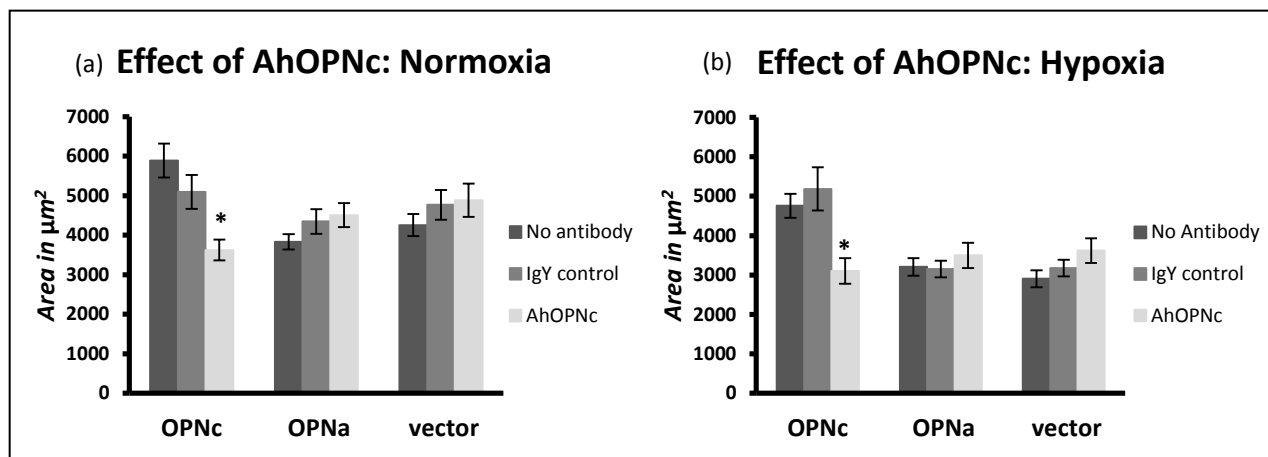 (a) Effect of AhOPNc: Normoxia
7000
6000
5000
4000
3000
2000
1000
0
Area in µm²
*
OPNc OPNa vector
No antibody
IgY control
AhOPNc
(b) Effect of AhOPNc: Hypoxia
7000
6000
5000
4000
3000
2000
1000
0
Area in µm²
*
OPNc OPNa vector
No Antibody
IgY control
AhOPNc